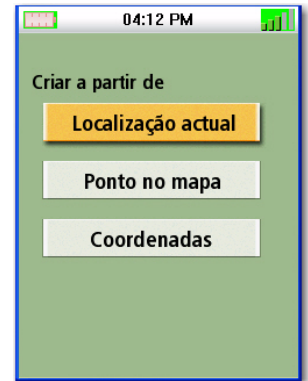 04:12 PM
Criar a partir de
Localização actual
Ponto no mapa
Coordenadas